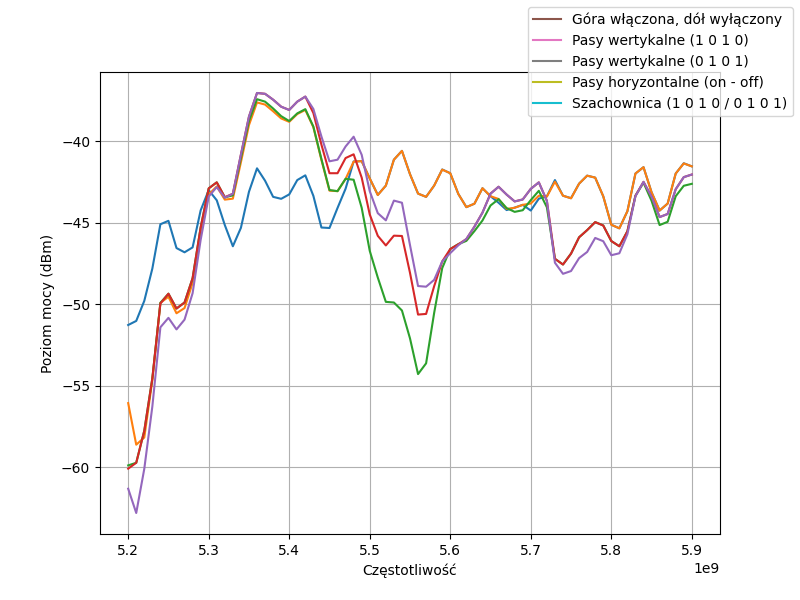 Góra włączona, dół wyłączony
Pasy wertykalne (1 0 1 0)
Pasy wertykalne (0 1 0 1)
Pasy horyzontalne (on - off)
Szachownica (1 0 1 0 / 0 1 0 1)
−40
−45
−50
−55
−60
Poziom mocy (dBm)
5.2 5.3 5.4 5.5 5.6 5.7 5.8 5.9
1e9
Częstotliwość